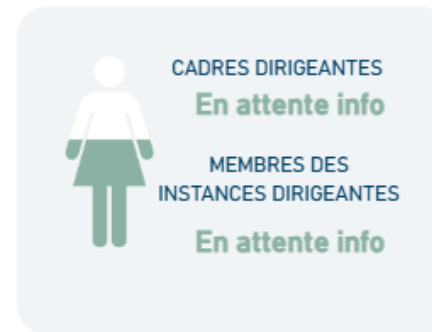 CADRES DIRIGEANTES
En attente info
MEMBRES DES
INSTANCES DIRIGEANTES
En attente info